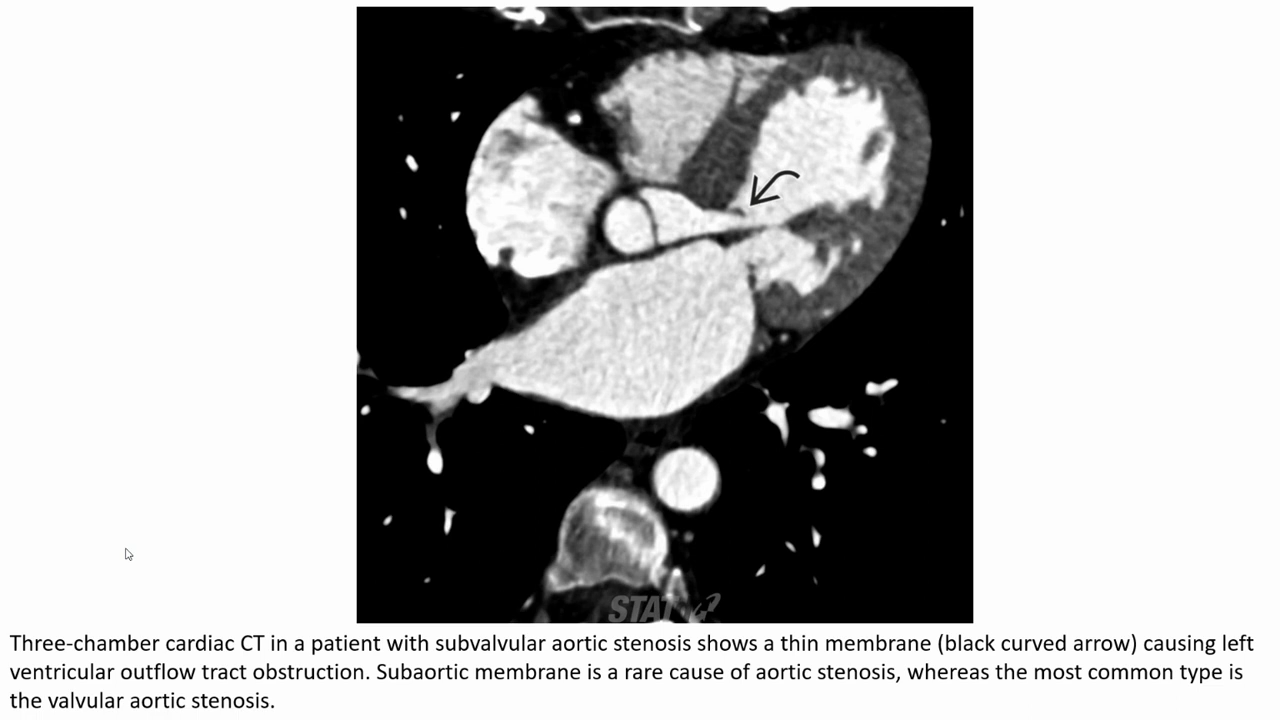 STAT
Three-chamber cardiac CT in a patient with subvalvular aortic stenosis shows a thin membrane (black curved arrow) causing left
ventricular outflow tract obstruction. Subaortic membrane is a rare cause of aortic stenosis, whereas the most common type is
the valvular aortic stenosis.